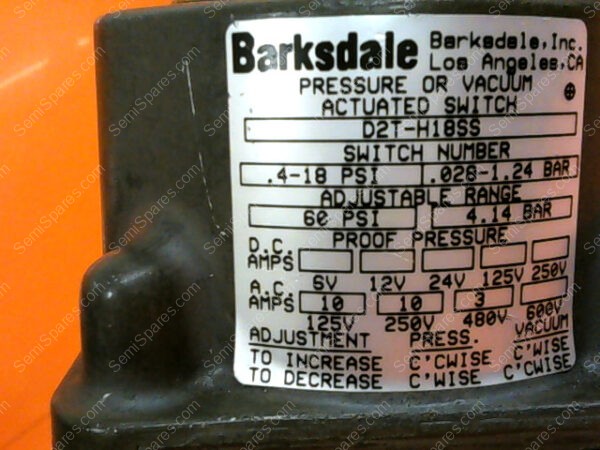 Barksdale Barksdale, Inc.
Los Angeles, CA
PRESSURE OR VACUUM
ACTUATED SWITCH
D2T-H18SS
SWITCH NUMBER
.4-18 PSI .028-1.24 BAR
ADJUSTABLE RANGE
60 PSI 4.14 BAR
PROOF PRESSURE
D.C. AMPS
6V 12V 24V 125V 250V
A.C AMPS 10 10 3
125V 250V 480V 600V
ADJUSTMENT PRESS. VACUUM
TO INCREASE C'CWISE C'WISE
TO DECREASE C'WISE C'CWISE
SemiSpares.com